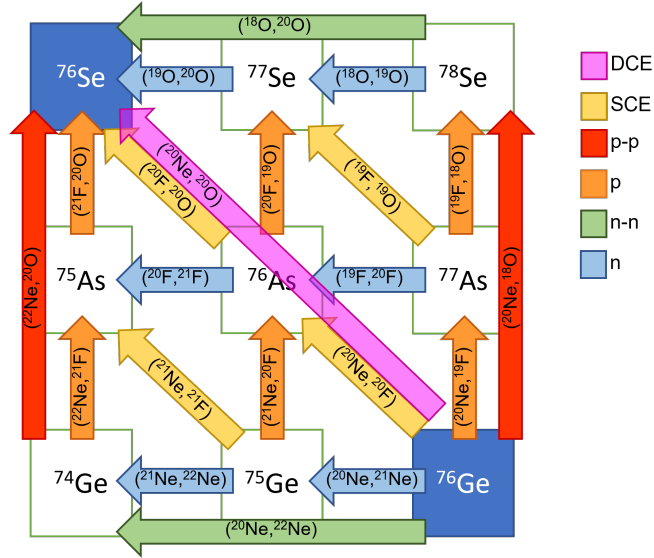 (¹⁸O,²⁰O)
⁷⁶Se
(¹⁹O,²⁰O)
⁷⁷Se
(¹⁸O,¹⁹O)
⁷⁸Se
DCE
SCE
p-p
p
n-n
n
(²¹F,²⁰O)
(²⁰F,²⁰O)
(²⁰Ne,²⁰O)
(²⁰F,¹⁹O)
(¹⁹F,¹⁹O)
(¹⁹F,¹⁸O)
(²²Ne,²⁰O)
⁷⁵As
(²⁰F,²¹F)
⁷⁶As
(¹⁹F,²⁰F)
⁷⁷As
(²⁰Ne,¹⁸O)
(²²Ne,²¹F)
(²¹Ne,²¹F)
(²¹Ne,²⁰F)
(²⁰Ne,²⁰F)
(²⁰Ne,¹⁹F)
⁷⁴Ge
(²¹Ne,²²Ne)
⁷⁵Ge
(²⁰Ne,²¹Ne)
⁷⁶Ge
(²⁰Ne,²²Ne)